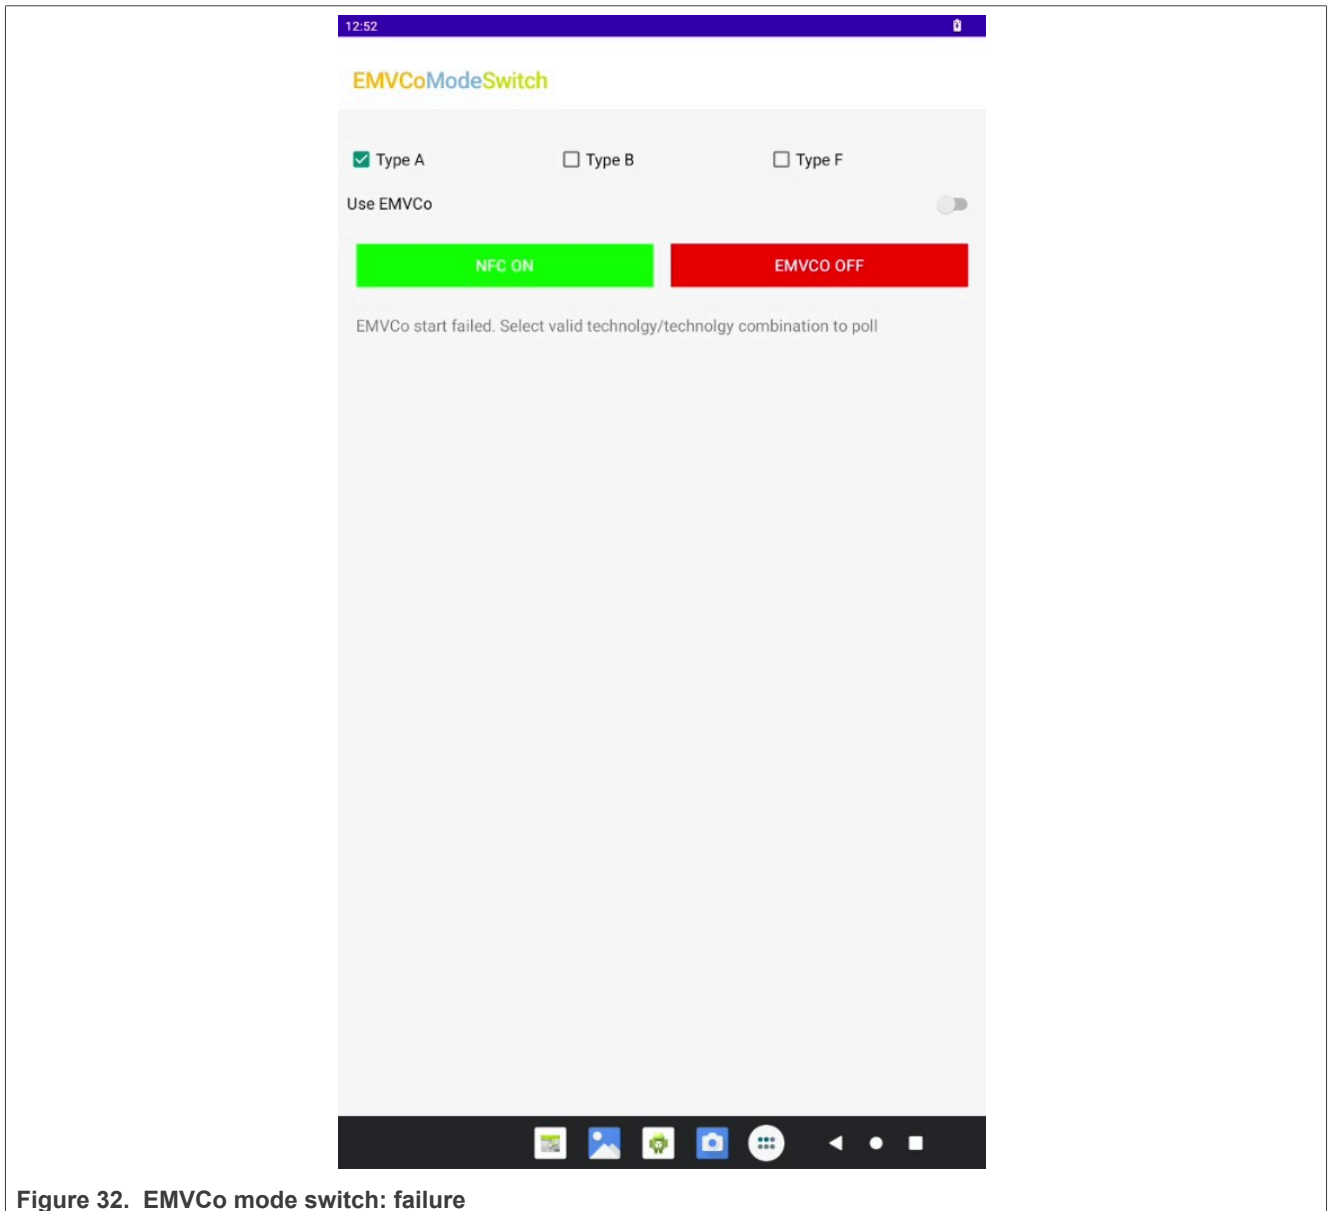 12:52
EMVCoModeSwitch
Type A Type B Type F
Use EMVCo
NFC ON EMVCO OFF
EMVCo start failed. Select valid technolgy/technolgy combination to poll
Figure 32. EMVCo mode switch: failure